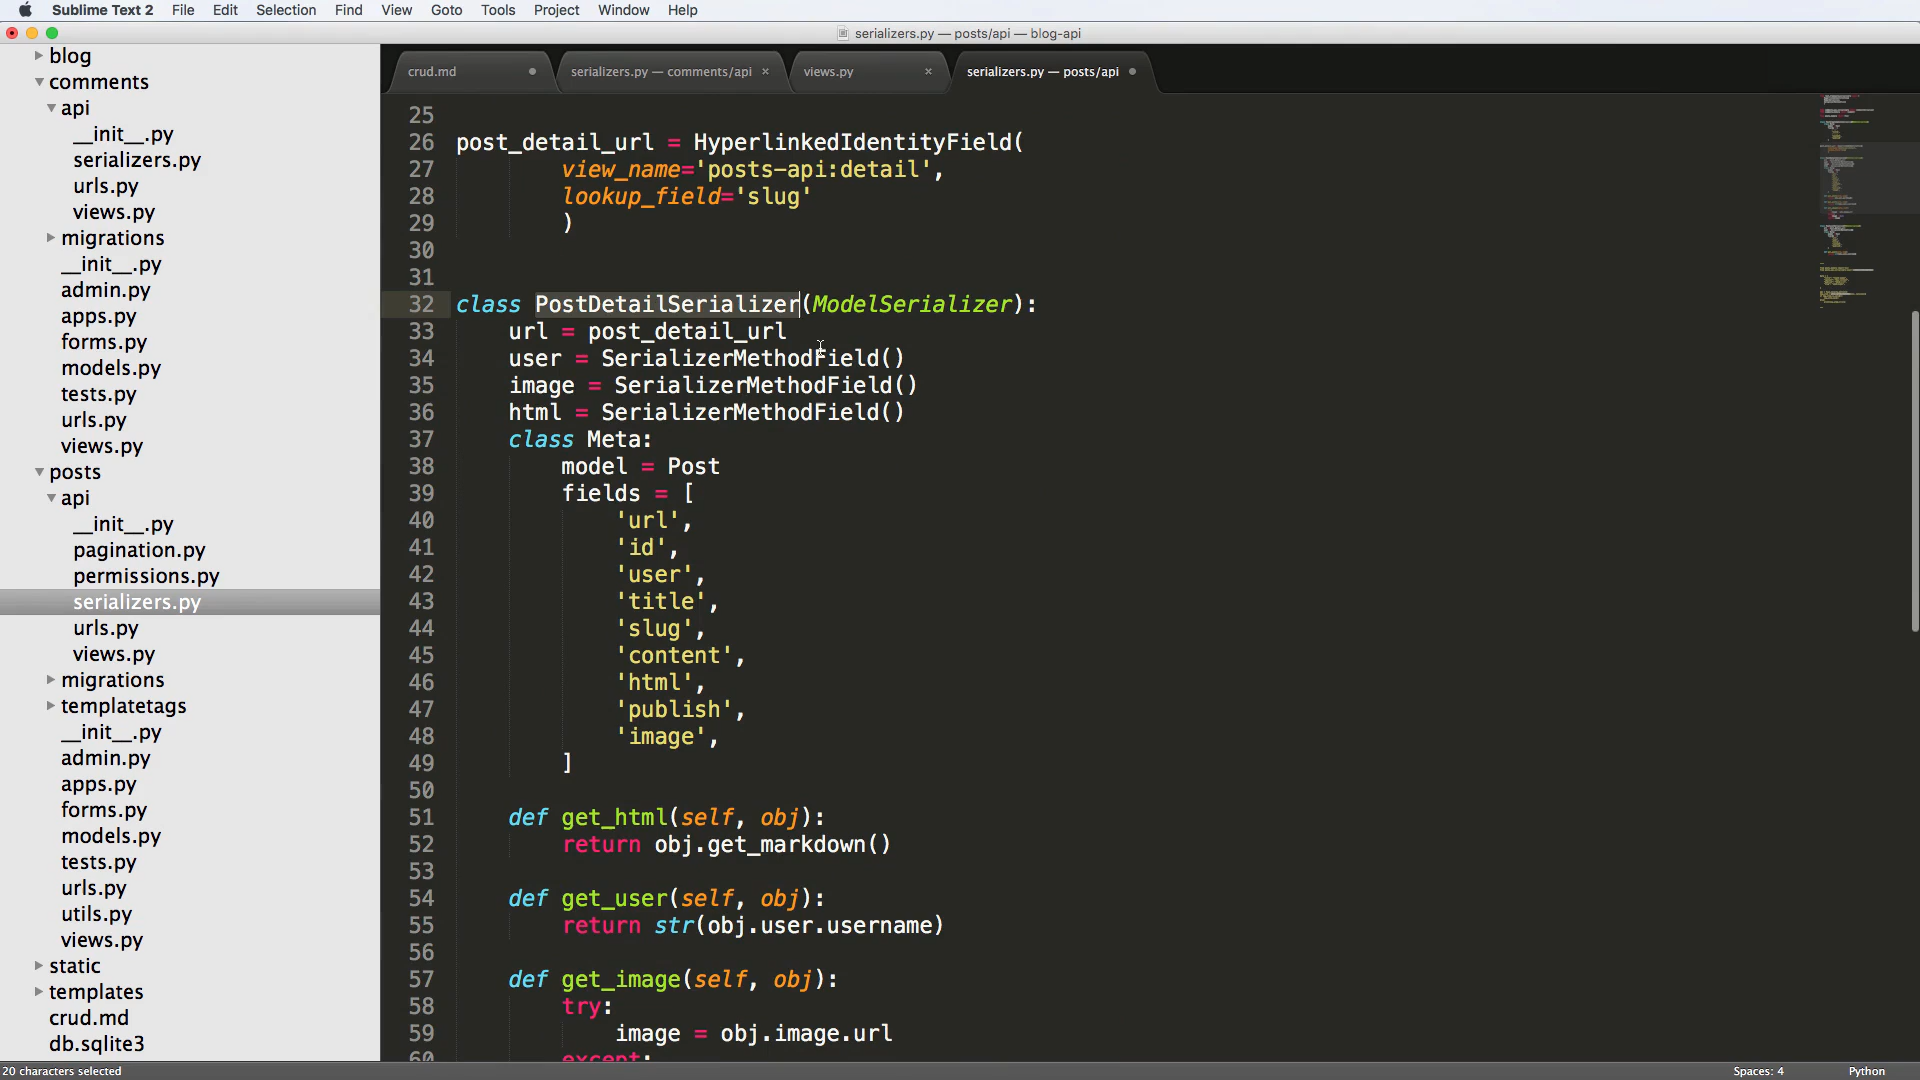 Sublime Text 2 File Edit Selection Find View Goto Tools Project Window Help
serializers.py — posts/api — blog-api
blog
comments
api
__init__.py
serializers.py
urls.py
views.py
migrations
__init__.py
admin.py
apps.py
forms.py
models.py
tests.py
urls.py
views.py
posts
api
__init__.py
pagination.py
permissions.py
serializers.py
urls.py
views.py
migrations
templatetags
__init__.py
admin.py
apps.py
forms.py
models.py
tests.py
urls.py
utils.py
views.py
static
templates
crud.md
db.sqlite3
crud.md serializers.py — comments/api × views.py × serializers.py — posts/api
25
26 post_detail_url = HyperlinkedIdentityField(
27 view_name='posts-api:detail',
28 lookup_field='slug'
29 )
30
31
32 class PostDetailSerializer(ModelSerializer):
33 url = post_detail_url
34 user = SerializerMethodField()
35 image = SerializerMethodField()
36 html = SerializerMethodField()
37 class Meta:
38 model = Post
39 fields = [
40 'url',
41 'id',
42 'user',
43 'title',
44 'slug',
45 'content',
46 'html',
47 'publish',
48 'image',
49 ]
50
51 def get_html(self, obj):
52 return obj.get_markdown()
53
54 def get_user(self, obj):
55 return str(obj.user.username)
56
57 def get_image(self, obj):
58 try:
59 image = obj.image.url
60 except:
20 characters selected Spaces: 4 Python